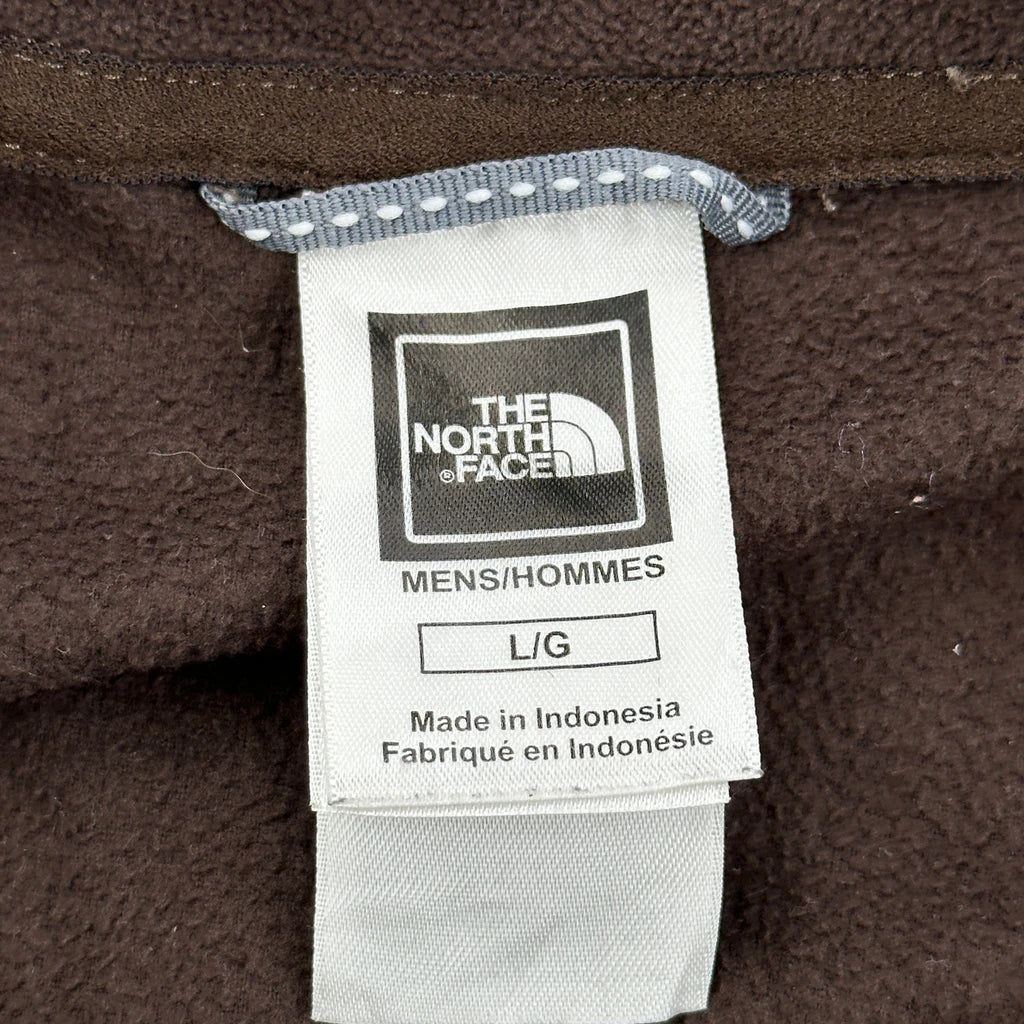 THE
NORTH
®FACE
MENS/HOMMES
L/G
Made in Indonesia
Fabriqué en Indonésie